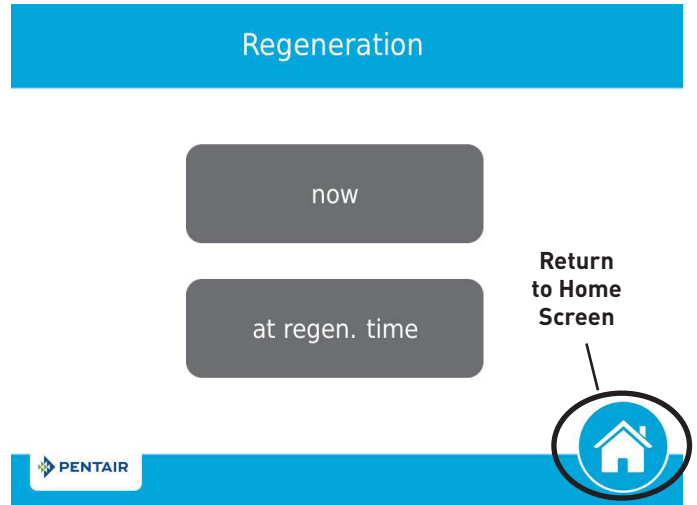 Regeneration
now
at regen. time
Return
to Home
Screen
PENTAIR